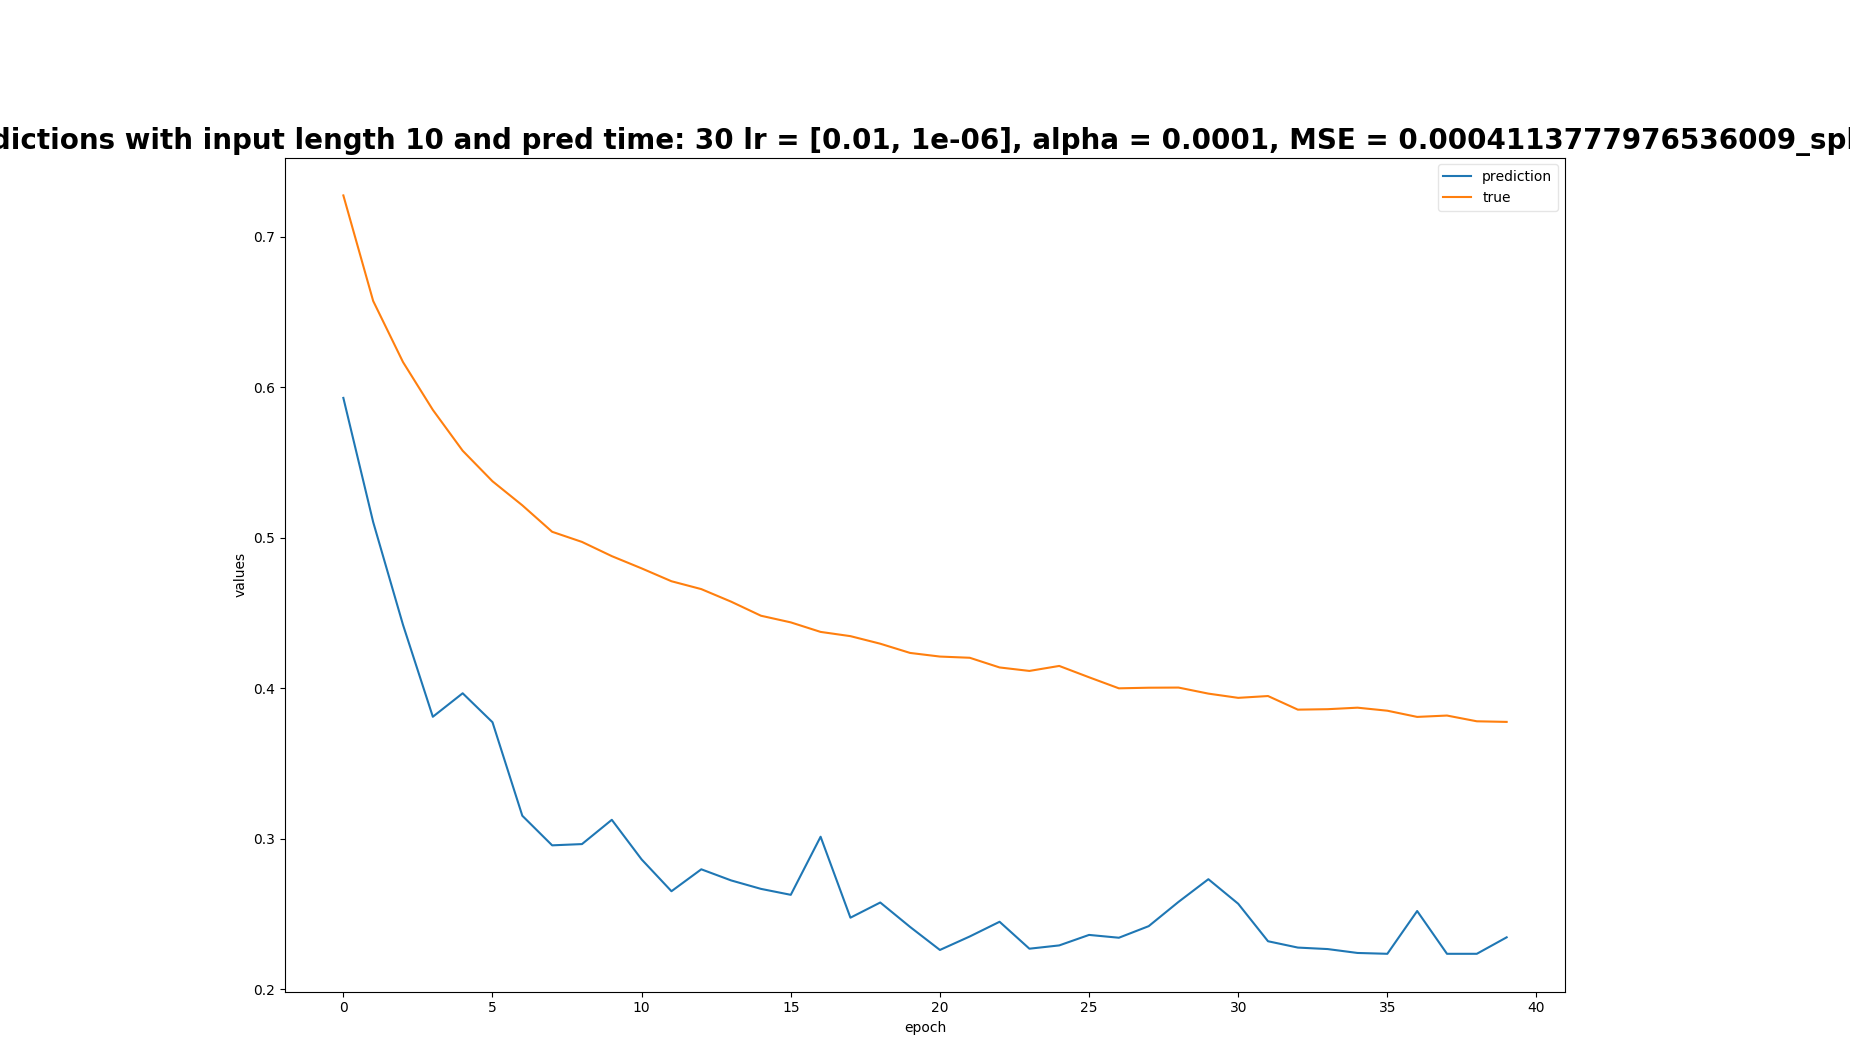 dictions with input length 10 and pred time: 30 lr = [0.01, 1e-06], alpha = 0.0001, MSE = 0.0004113777976536009_spl
prediction
true
0.7
0.6
0.5
0.4
0.3
0.2
values
0 5 10 15 20 25 30 35 40
epoch